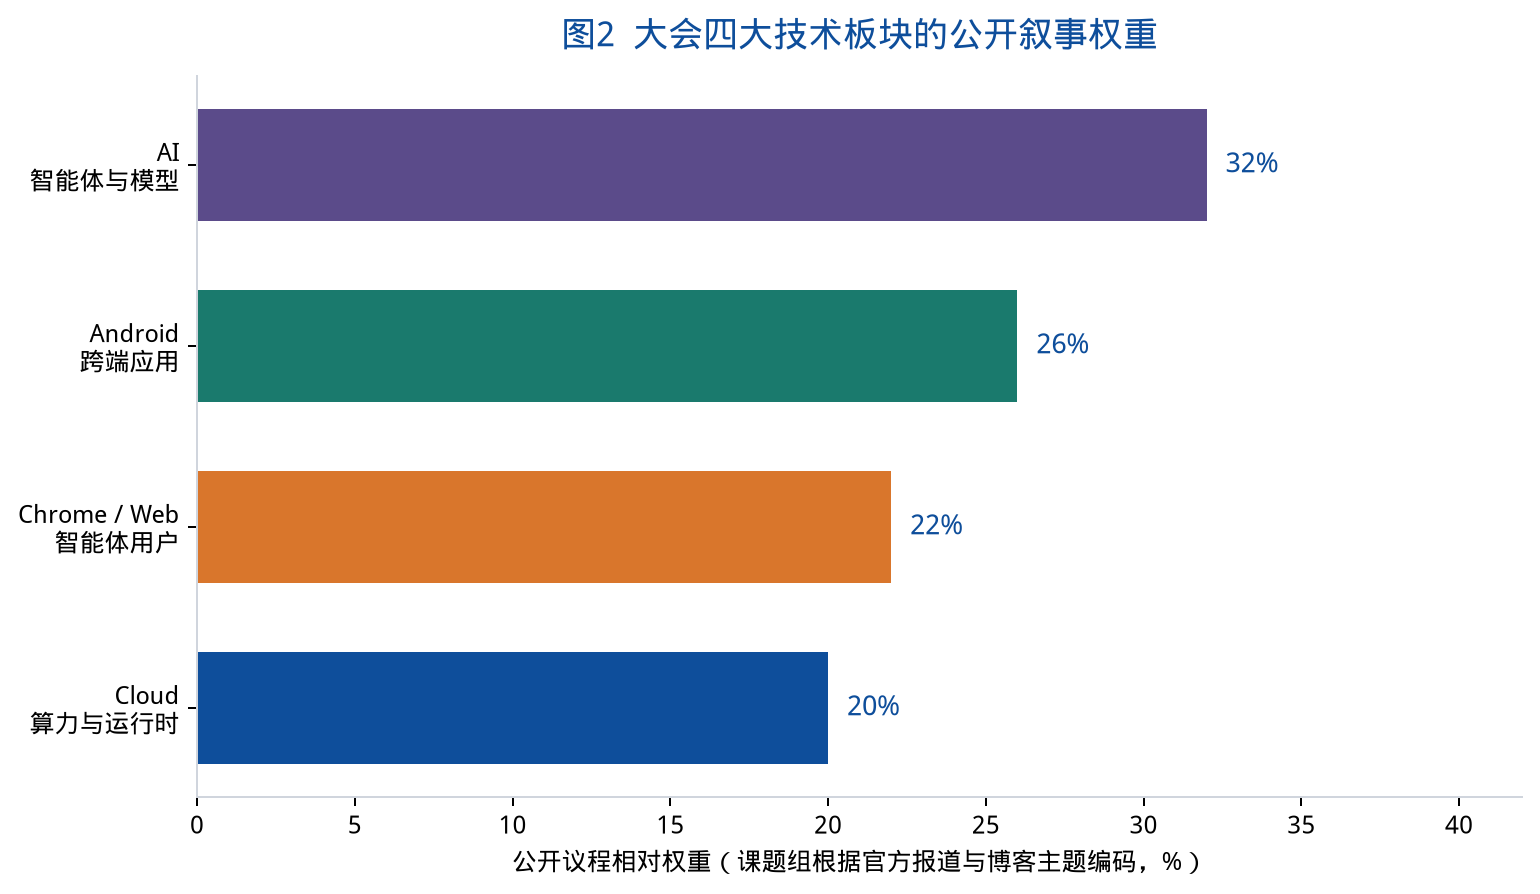 图2 大会四大技术板块的公开叙事权重
AI
智能体与模型
32%
Android
跨端应用
26%
Chrome / Web
智能体用户
22%
Cloud
算力与运行时
20%
0 5 10 15 20 25 30 35 40
公开议程相对权重（课题组根据官方报道与博客主题编码，%）